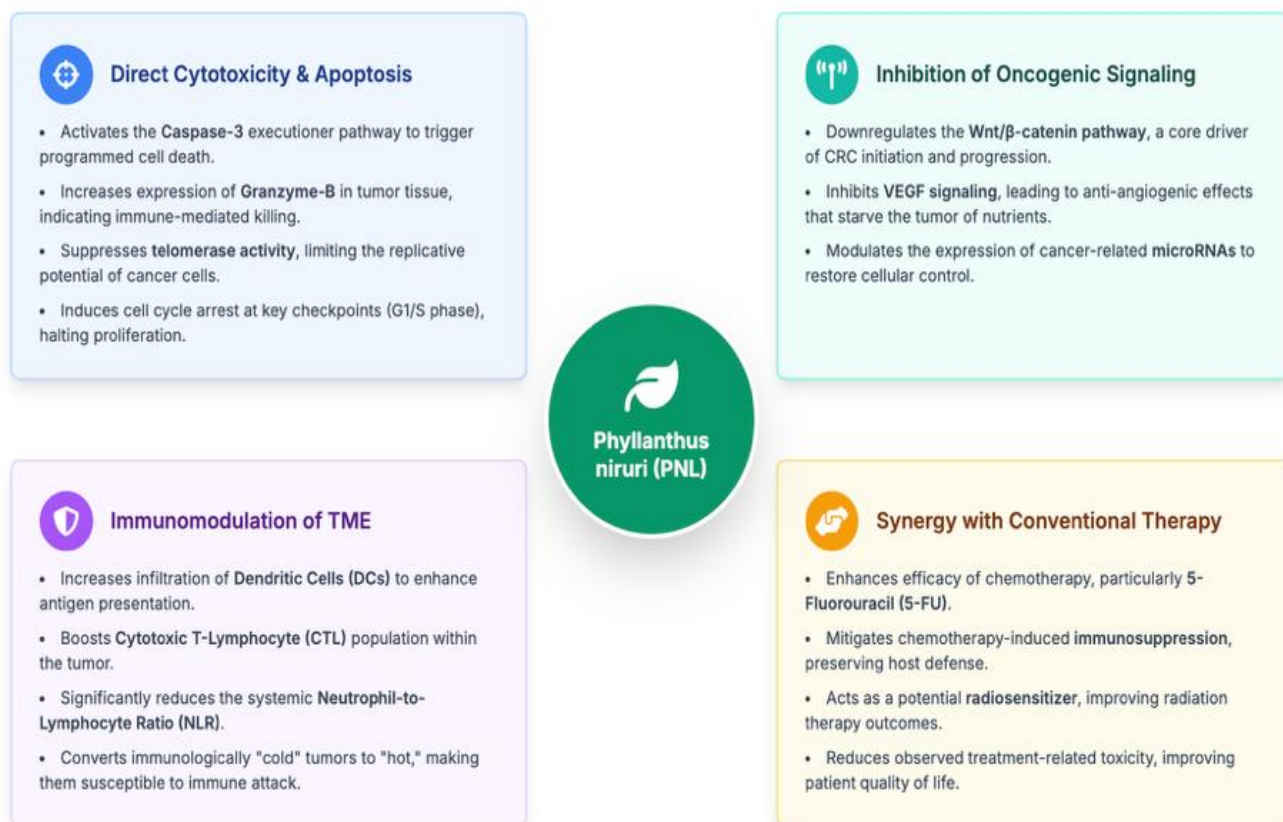 Direct Cytotoxicity & Apoptosis
• Activates the Caspase-3 executioner pathway to trigger
programmed cell death.
• Increases expression of Granzyme-B in tumor tissue,
indicating immune-mediated killing.
• Suppresses telomerase activity, limiting the replicative
potential of cancer cells.
• Induces cell cycle arrest at key checkpoints (G1/S phase),
halting proliferation.
Inhibition of Oncogenic Signaling
• Downregulates the Wnt/β-catenin pathway, a core driver
of CRC initiation and progression.
• Inhibits VEGF signaling, leading to anti-angiogenic effects
that starve the tumor of nutrients.
• Modulates the expression of cancer-related microRNAs to
restore cellular control.
Phyllanthus
niruri (PNL)
Immunomodulation of TME
• Increases infiltration of Dendritic Cells (DCs) to enhance
antigen presentation.
• Boosts Cytotoxic T-Lymphocyte (CTL) population within
the tumor.
• Significantly reduces the systemic Neutrophil-to-
Lymphocyte Ratio (NLR).
• Converts immunologically "cold" tumors to "hot," making
them susceptible to immune attack.
Synergy with Conventional Therapy
• Enhances efficacy of chemotherapy, particularly 5-
Fluorouracil (5-FU).
• Mitigates chemotherapy-induced immunosuppression,
preserving host defense.
• Acts as a potential radiosensitizer, improving radiation
therapy outcomes.
• Reduces observed treatment-related toxicity, improving
patient quality of life.